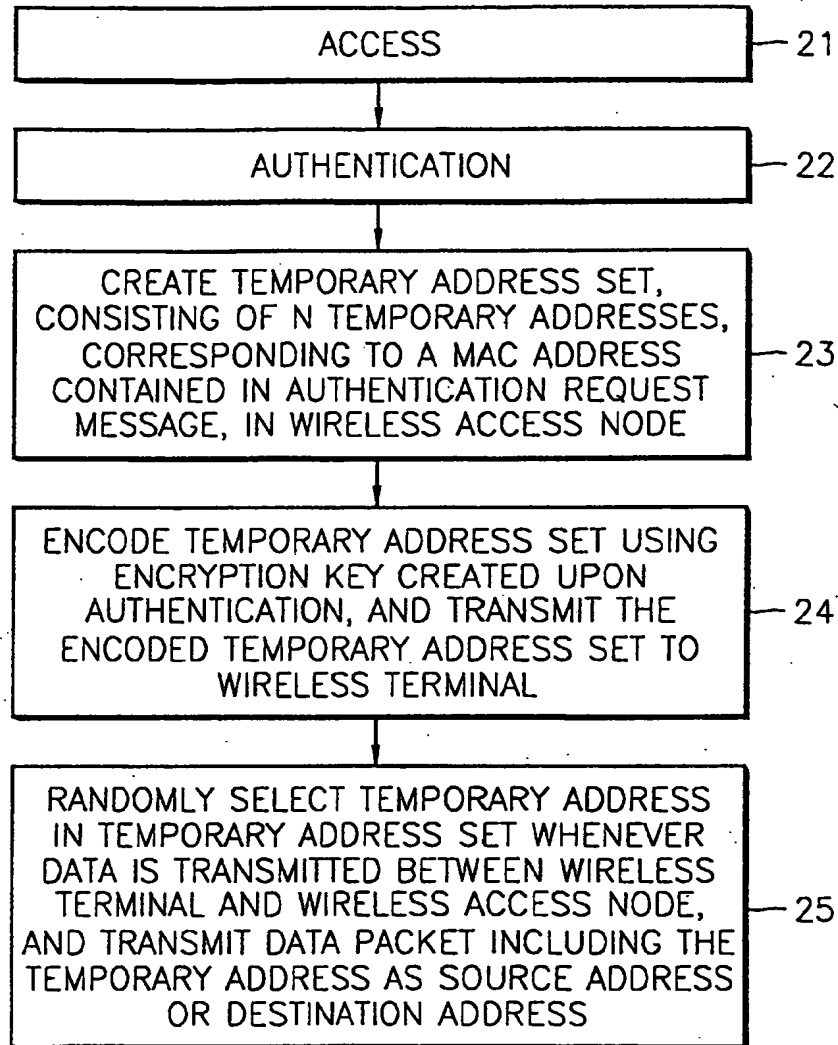 ACCESS
21
AUTHENTICATION
22
CREATE TEMPORARY ADDRESS SET,
CONSISTING OF N TEMPORARY ADDRESSES,
CORRESPONDING TO A MAC ADDRESS
CONTAINED IN AUTHENTICATION REQUEST
MESSAGE, IN WIRELESS ACCESS NODE
23
ENCODE TEMPORARY ADDRESS SET USING
ENCRYPTION KEY CREATED UPON
AUTHENTICATION, AND TRANSMIT THE
ENCODED TEMPORARY ADDRESS SET TO
WIRELESS TERMINAL
24
RANDOMLY SELECT TEMPORARY ADDRESS
IN TEMPORARY ADDRESS SET WHENEVER
DATA IS TRANSMITTED BETWEEN WIRELESS
TERMINAL AND WIRELESS ACCESS NODE,
AND TRANSMIT DATA PACKET INCLUDING THE
TEMPORARY ADDRESS AS SOURCE ADDRESS
OR DESTINATION ADDRESS
25